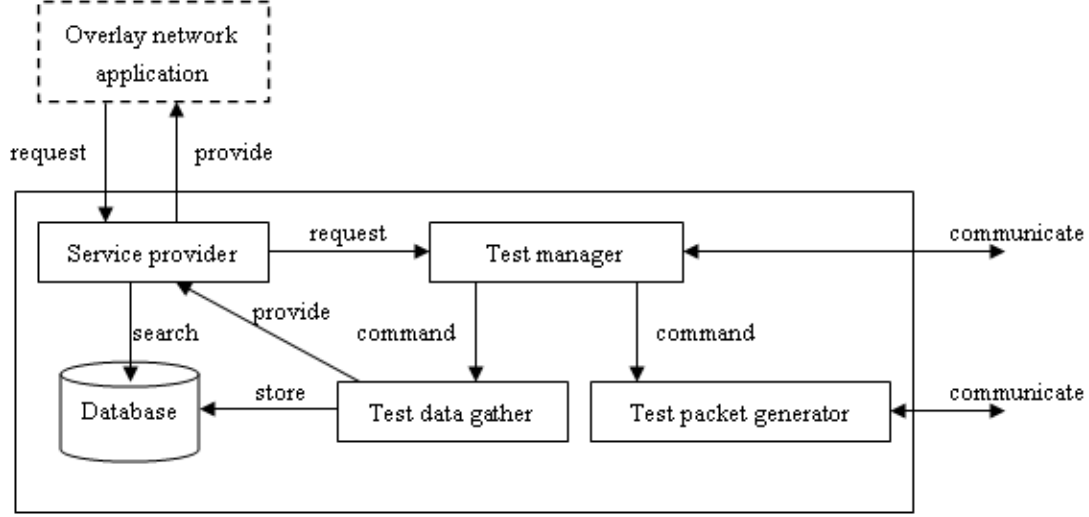 Overlay network
application
request
provide
Service provider
request
Test manager
communicate
provide
search
command
command
Database
store
Test data gather
Test packet generator
communicate